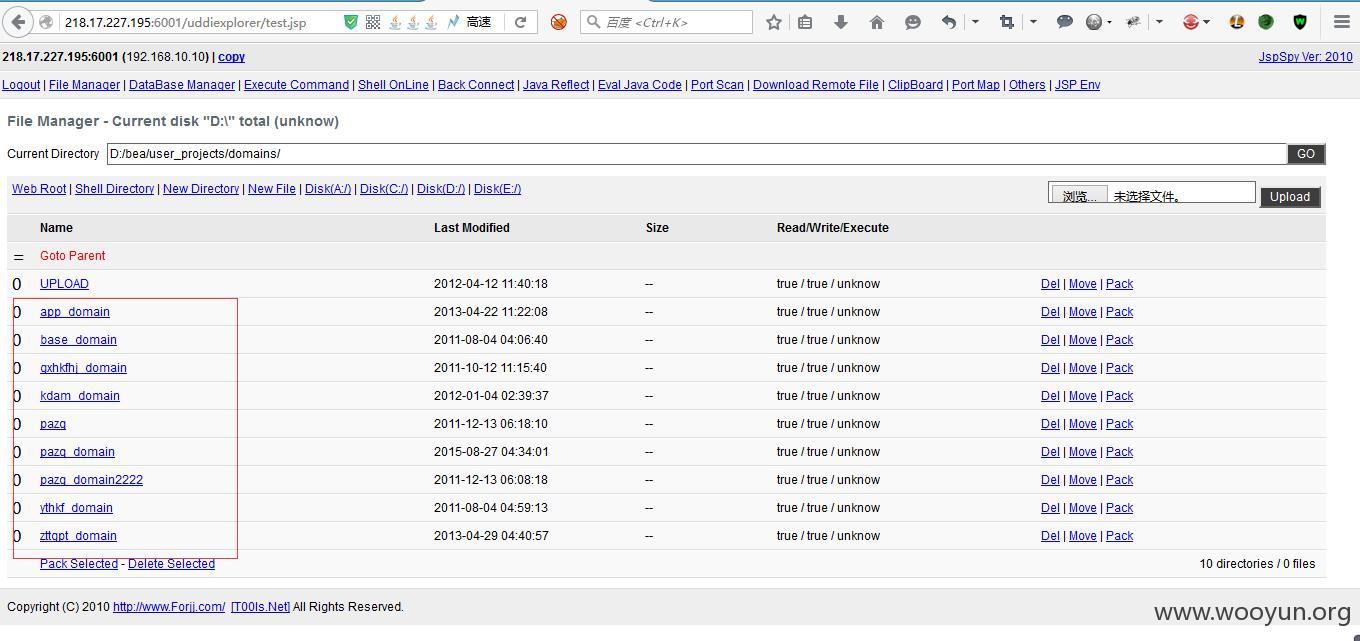 218.17.227.195:6001/uddiexplorer/test.jsp 高速 百度 <Ctrl+K>
218.17.227.195:6001 (192.168.10.10) | copy JspSpy Ver: 2010
Logout | File Manager | DataBase Manager | Execute Command | Shell OnLine | Back Connect | Java Reflect | Eval Java Code | Port Scan | Download Remote File | ClipBoard | Port Map | Others | JSP Env
File Manager - Current disk "D:\" total (unknow)
Current Directory D:/bea/user_projects/domains/ GO
Web Root | Shell Directory | New Directory | New File | Disk(A:/) | Disk(C:/) | Disk(D:/) | Disk(E:/) 浏览... 未选择文件。 Upload
Name Last Modified Size Read/Write/Execute
= Goto Parent
0 UPLOAD 2012-04-12 11:40:18 -- true / true / unknow Del | Move | Pack
0 app_domain 2013-04-22 11:22:08 -- true / true / unknow Del | Move | Pack
0 base_domain 2011-08-04 04:06:40 -- true / true / unknow Del | Move | Pack
0 gxhkfhj_domain 2011-10-12 11:15:40 -- true / true / unknow Del | Move | Pack
0 kdam_domain 2012-01-04 02:39:37 -- true / true / unknow Del | Move | Pack
0 pazq 2011-12-13 06:18:10 -- true / true / unknow Del | Move | Pack
0 pazq_domain 2015-08-27 04:34:01 -- true / true / unknow Del | Move | Pack
0 pazq_domain2222 2011-12-13 06:08:18 -- true / true / unknow Del | Move | Pack
0 ythkf_domain 2011-08-04 04:59:13 -- true / true / unknow Del | Move | Pack
0 zttgpt_domain 2013-04-29 04:40:57 -- true / true / unknow Del | Move | Pack
Pack Selected - Delete Selected 10 directories / 0 files
Copyright (C) 2010 http://www.Forjj.com/ [T00ls.Net] All Rights Reserved.
www.wooyun.org